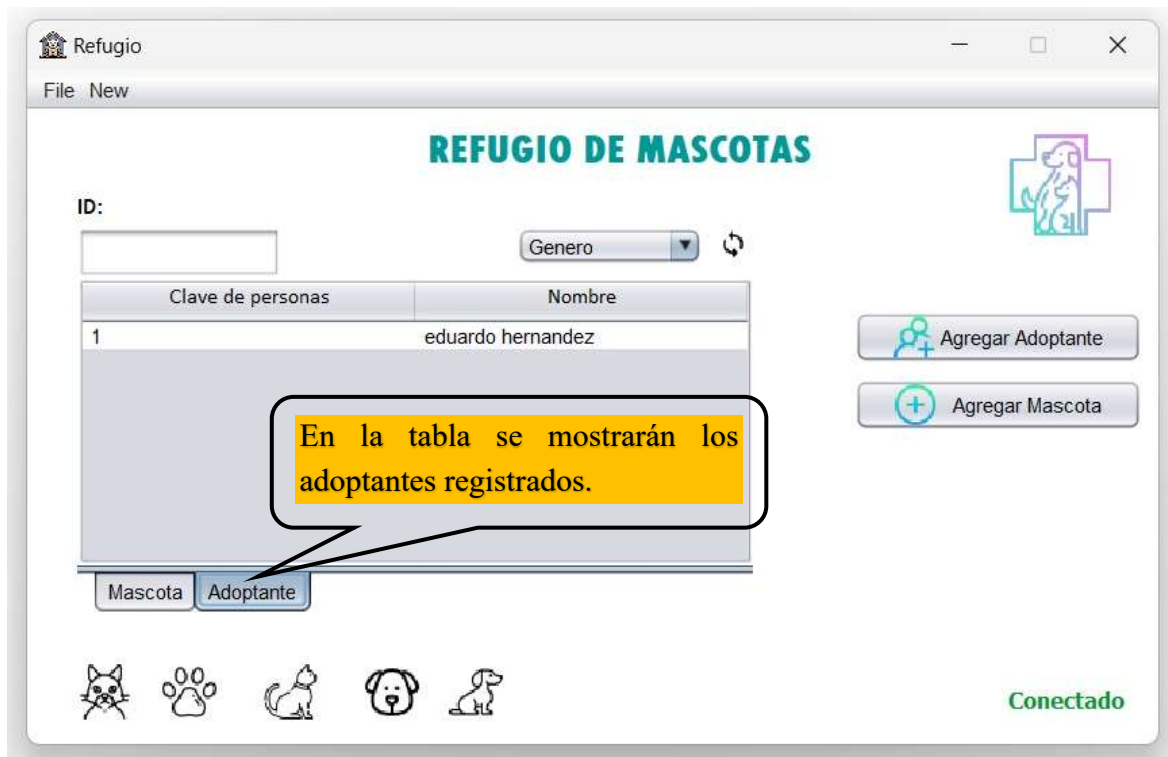 Refugio
File New
REFUGIO DE MASCOTAS
ID:
Genero
Clave de personas Nombre
1 eduardo hernandez
Agregar Adoptante
Agregar Mascota
En la tabla se mostrarán los
adoptantes registrados.
Mascota Adoptante
Conectado